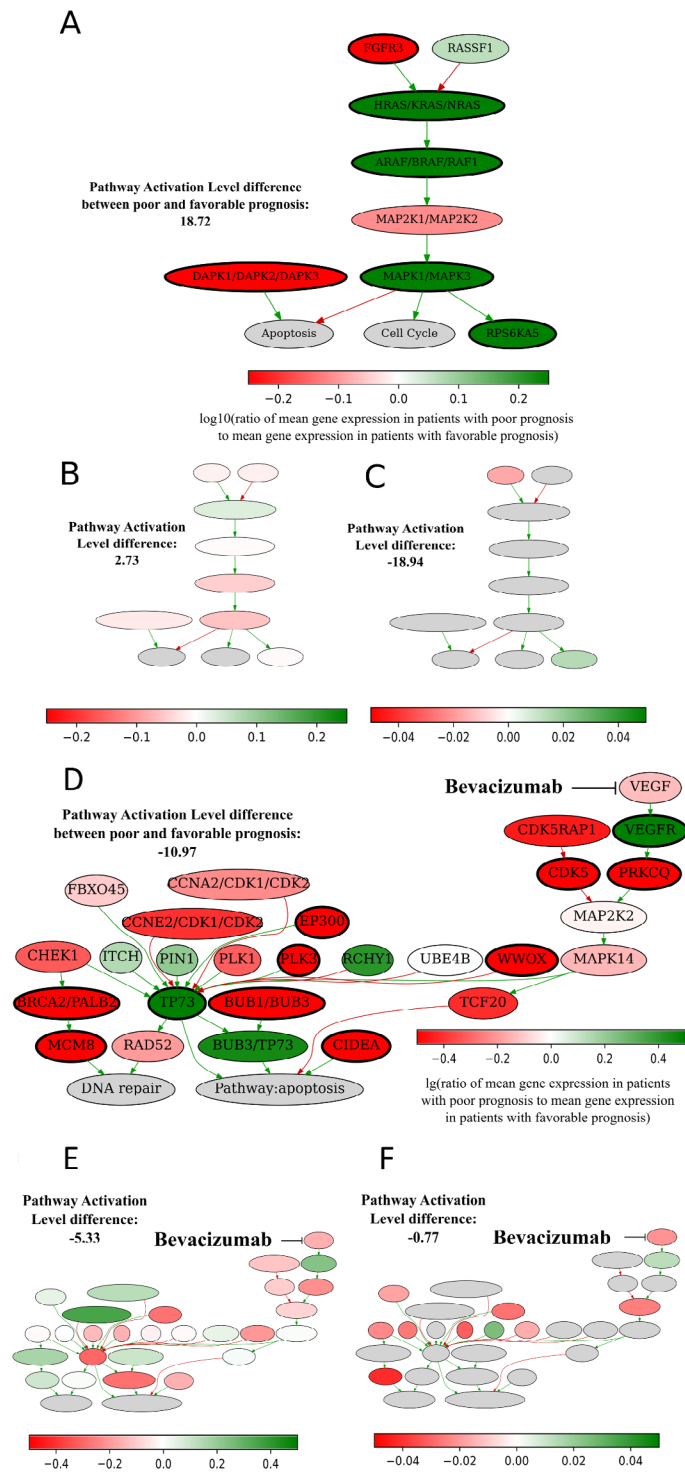 A
FGFR3
RASSF1
HRAS/KRAS/NRAS
ARAF/BRAF/RAF1
Pathway Activation Level difference
between poor and favorable prognosis:
18.72
MAP2K1/MAP2K2
DAPK1/DAPK2/DAPK3
MAPK1/MAPK3
Apoptosis
Cell Cycle
RPS6KA5
−0.2 −0.1 0.0 0.1 0.2
log10(ratio of mean gene expression in patients with poor prognosis
to mean gene expression in patients with favorable prognosis)
B
Pathway Activation
Level difference:
2.73
−0.2 −0.1 0.0 0.1 0.2
C
Pathway Activation
Level difference:
-18.94
−0.04 −0.02 0.00 0.02 0.04
D
Pathway Activation Level difference
between poor and favorable prognosis:
-10.97
Bevacizumab
VEGF
CDK5RAP1
VEGFR
FBXO45
CCNA2/CDK1/CDK2
CDK5
PRKCQ
CCNE2/CDK1/CDK2
EP300
MAP2K2
CHEK1
ITCH
PIN1
PLK1
PLK3
RCHY1
UBE4B
WWOX
MAPK14
BRCA2/PALB2
TP73
BUB1/BUB3
TCF20
MCM8
RAD52
BUB3/TP73
CIDEA
DNA repair
Pathway:apoptosis
−0.4 −0.2 0.0 0.2 0.4
lg(ratio of mean gene expression in patients
with poor prognosis to mean gene expression
in patients with favorable prognosis)
E
Pathway Activation
Level difference:
-5.33
Bevacizumab
−0.4 −0.2 0.0 0.2 0.4
F
Pathway Activation
Level difference:
-0.77
Bevacizumab
−0.04 −0.02 0.00 0.02 0.04